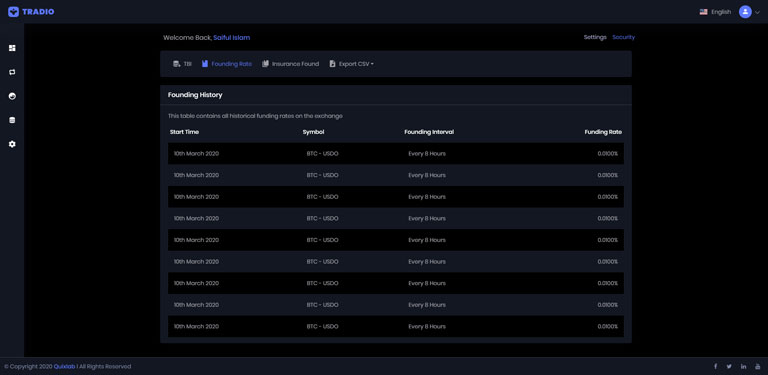 TRADIO
English
Welcome Back, Saiful Islam
Settings Security
TBI Founding Rate Insurance Found Export CSV
Founding History
This table contains all historical funding rates on the exchange
Start Time Symbol Founding Interval Funding Rate
10th March 2020 BTC - USDO Every 8 Hours 0.0100%
10th March 2020 BTC - USDO Every 8 Hours 0.0100%
10th March 2020 BTC - USDO Every 8 Hours 0.0100%
10th March 2020 BTC - USDO Every 8 Hours 0.0100%
10th March 2020 BTC - USDO Every 8 Hours 0.0100%
10th March 2020 BTC - USDO Every 8 Hours 0.0100%
10th March 2020 BTC - USDO Every 8 Hours 0.0100%
10th March 2020 BTC - USDO Every 8 Hours 0.0100%
10th March 2020 BTC - USDO Every 8 Hours 0.0100%
© Copyright 2020 Quixlab | All Rights Reserved